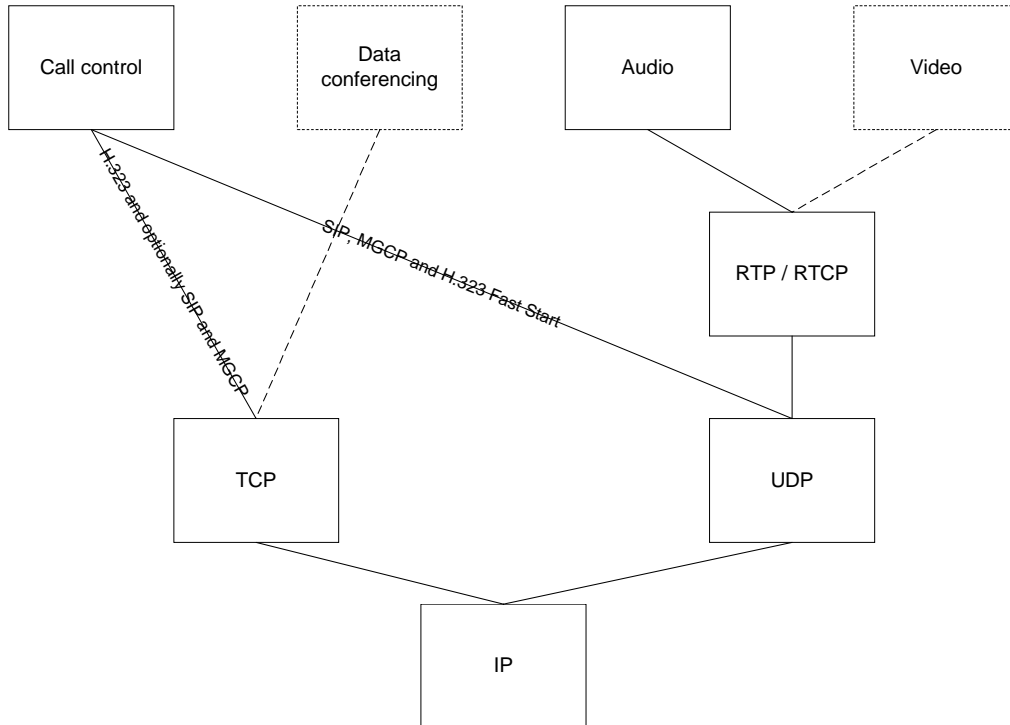 Call control
Data
conferencing
Audio
Video
H.323 and optionally SIP and MGCP
SIP, MGCP and H.323 Fast Start
RTP / RTCP
TCP
UDP
IP